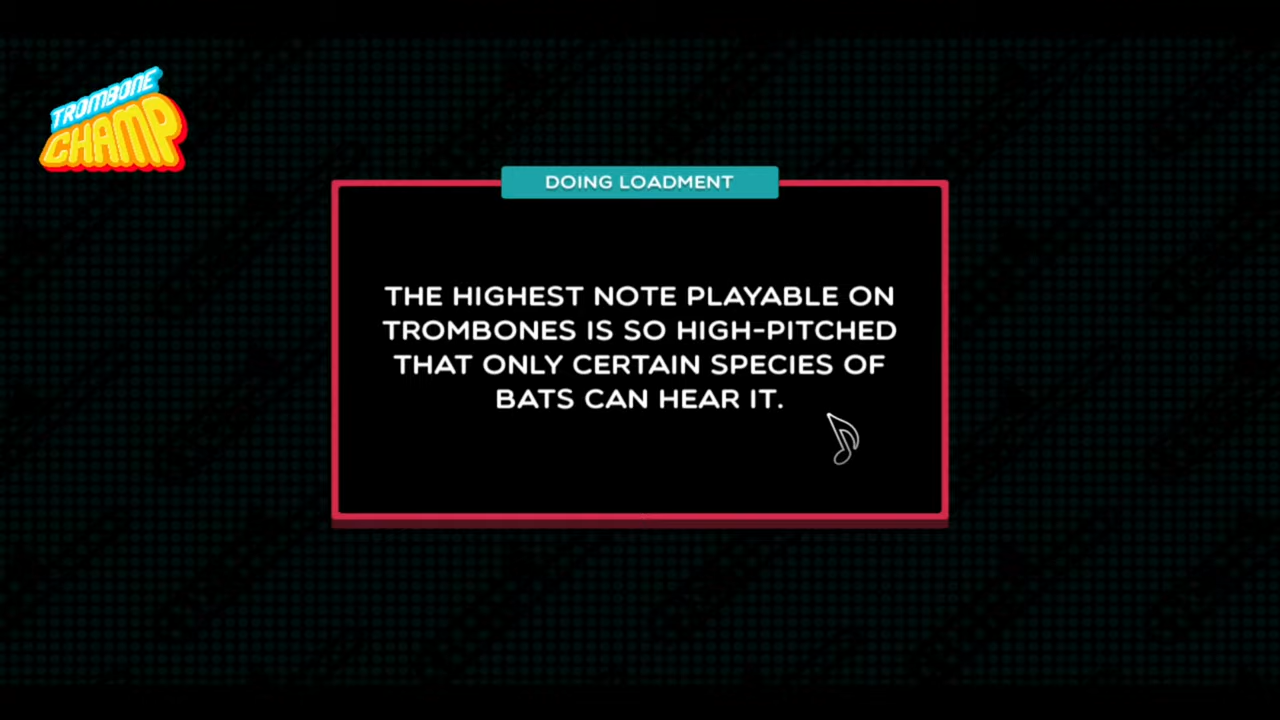 TROMBONE
CHAMP
DOING LOADMENT
THE HIGHEST NOTE PLAYABLE ON
TROMBONES IS SO HIGH-PITCHED
THAT ONLY CERTAIN SPECIES OF
BATS CAN HEAR IT.